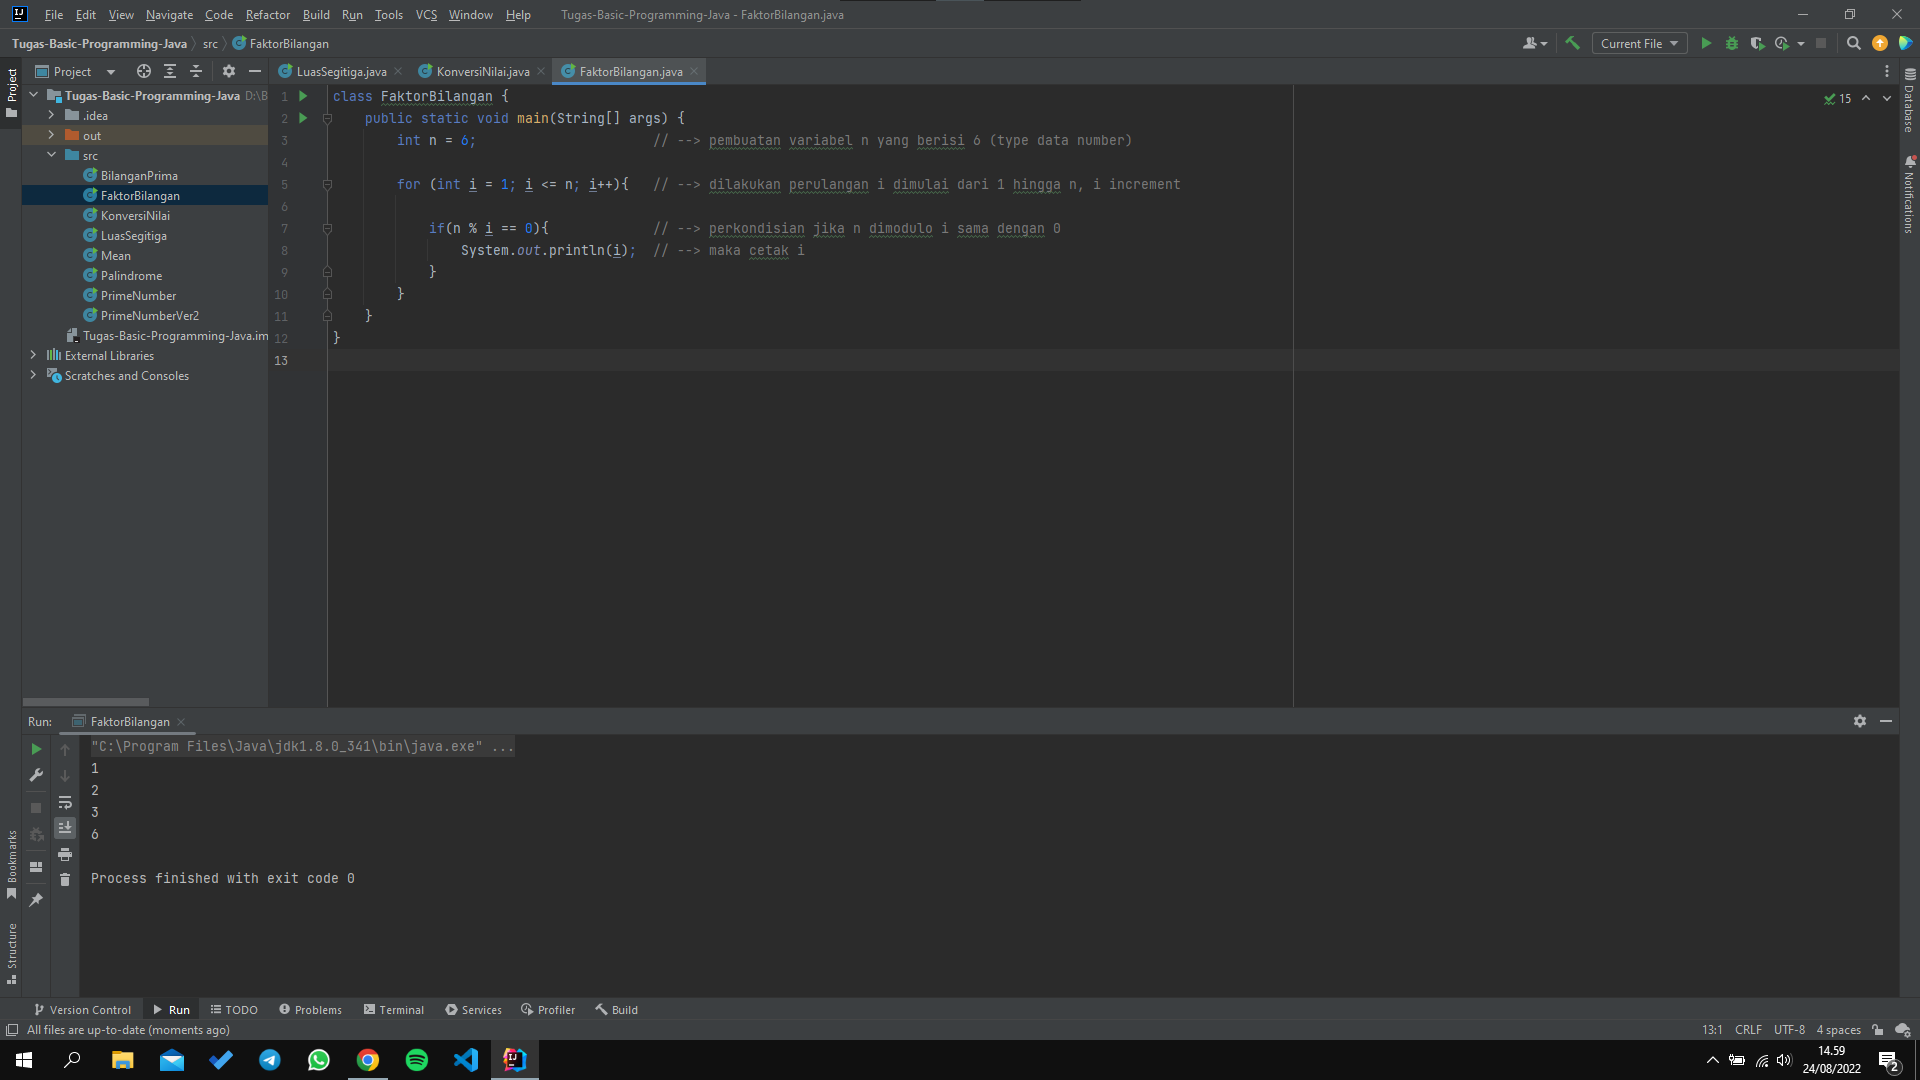 File Edit View Navigate Code Refactor Build Run Tools VCS Window Help Tugas-Basic-Programming-Java - FaktorBilangan.java
Tugas-Basic-Programming-Java src FaktorBilangan Current File
Project LuasSegitiga.java KonversiNilai.java FaktorBilangan.java
Project
Tugas-Basic-Programming-Java D:\B
.idea
out
src
BilanganPrima
FaktorBilangan
KonversiNilai
LuasSegitiga
Mean
Palindrome
PrimeNumber
PrimeNumberVer2
Tugas-Basic-Programming-Java.im
External Libraries
Scratches and Consoles
15
1 class FaktorBilangan {
2 public static void main(String[] args) {
3 int n = 6; // --> pembuatan variabel n yang berisi 6 (type data number)
4
5 for (int i = 1; i <= n; i++){ // --> dilakukan perulangan i dimulai dari 1 hingga n, i increment
6
7 if(n % i == 0){ // --> perkondisian jika n dimodulo i sama dengan 0
8 System.out.println(i); // --> maka cetak i
9 }
10 }
11 }
12 }
13
Database
Notifications
Run: FaktorBilangan
"C:\Program Files\Java\jdk1.8.0_341\bin\java.exe" ...
1
2
3
6
Process finished with exit code 0
Bookmarks
Structure
Version Control Run TODO Problems Terminal Services Profiler Build
All files are up-to-date (moments ago) 13:1 CRLF UTF-8 4 spaces
14.59
24/08/2022
2